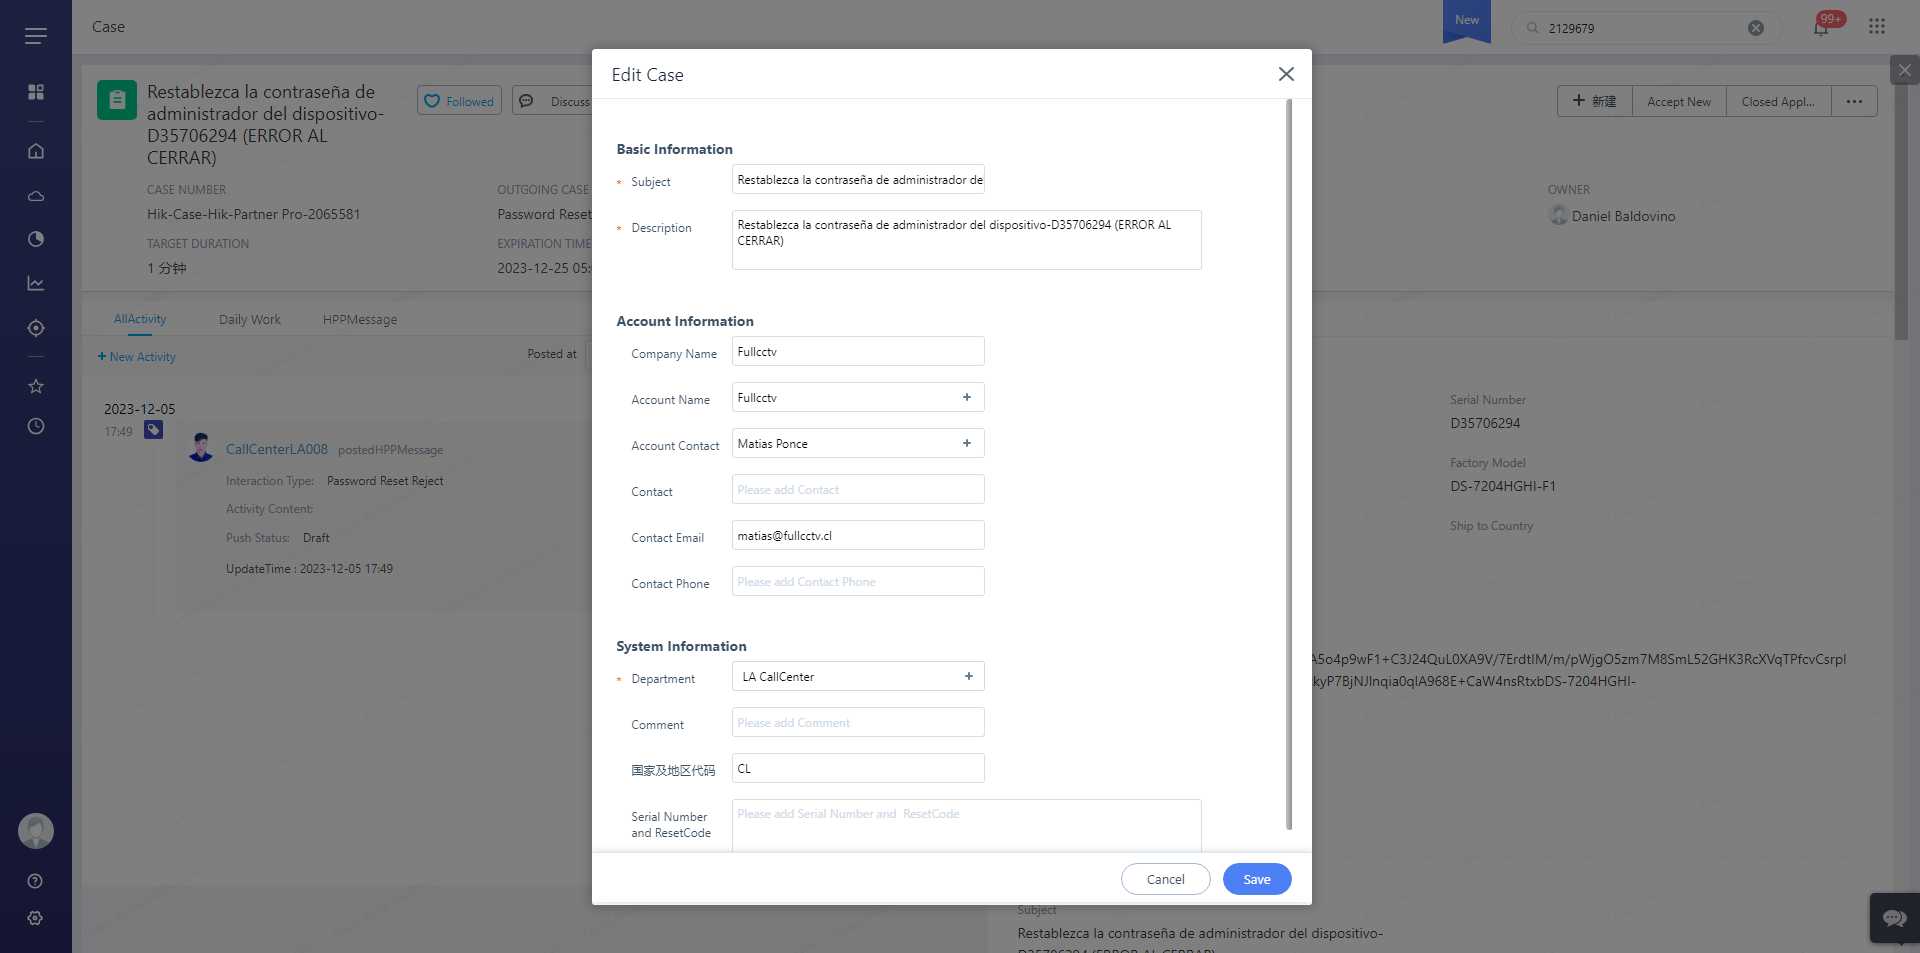 Case
New
2129679
99+
Restablezca la contraseña de
administrador del dispositivo-
D35706294 (ERROR AL
CERRAR)
Followed
Discuss
新建
Accept New
Closed Appl...
CASE NUMBER
Hik-Case-Hik-Partner Pro-2065581
OUTGOING CASE
Password Reset
OWNER
Daniel Baldovino
TARGET DURATION
1 分钟
EXPIRATION TIME
2023-12-25 05:
AllActivity
Daily Work
HPPMessage
+ New Activity
Posted at
2023-12-05
17:49
CallCenterLA008 postedHPPMessage
Interaction Type: Password Reset Reject
Activity Content:
Push Status: Draft
UpdateTime : 2023-12-05 17:49
Edit Case
Basic Information
* Subject
Restablezca la contraseña de administrador de
* Description
Restablezca la contraseña de administrador del dispositivo-D35706294 (ERROR AL
CERRAR)
Account Information
Company Name
Fullcctv
Account Name
Fullcctv +
Account Contact
Matias Ponce +
Contact
Please add Contact
Contact Email
matias@fullcctv.cl
Contact Phone
Please add Contact Phone
System Information
* Department
LA CallCenter +
Comment
Please add Comment
国家及地区代码
CL
Serial Number
and ResetCode
Please add Serial Number and ResetCode
Cancel
Save
Serial Number
D35706294
Factory Model
DS-7204HGHI-F1
Ship to Country
A5o4p9wF1+C3J24QuL0XA9V/7ErdtIM/m/pWjgO5zm7M8SmL52GHK3RcXVqTPfcvCsrpI
kyP7BjNJInqia0qIA968E+CaW4nsRtxbDS-7204HGHI-
Subject
Restablezca la contraseña de administrador del dispositivo-
D35706294 (ERROR AL CERRAR)